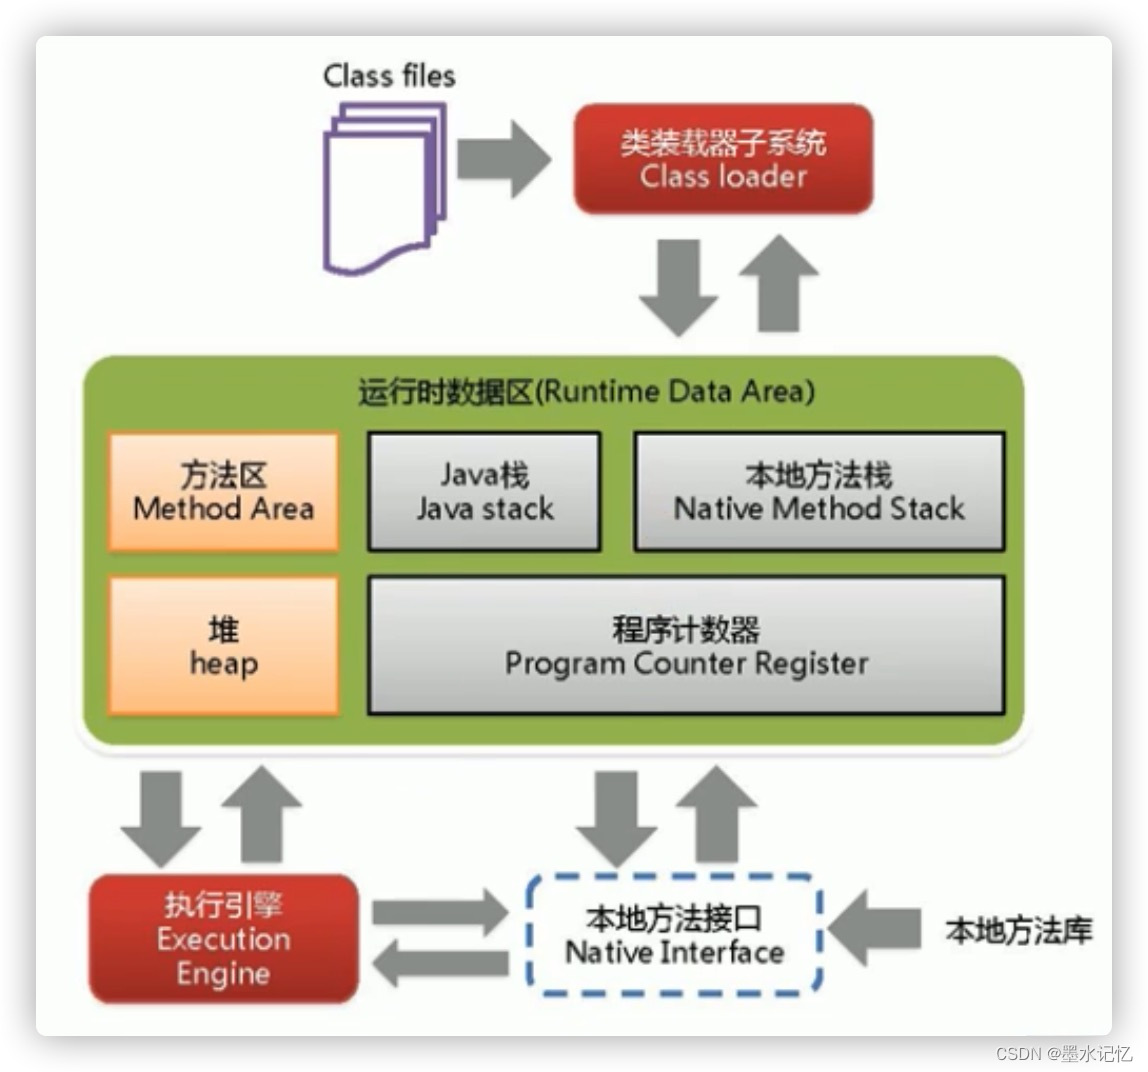 Class files
类装载器子系统
Class loader
运行时数据区(Runtime Data Area)
方法区
Method Area
Java栈
Java stack
本地方法栈
Native Method Stack
堆
heap
程序计数器
Program Counter Register
执行引擎
Execution
Engine
本地方法接口
Native Interface
本地方法库
CSDN @墨水记忆